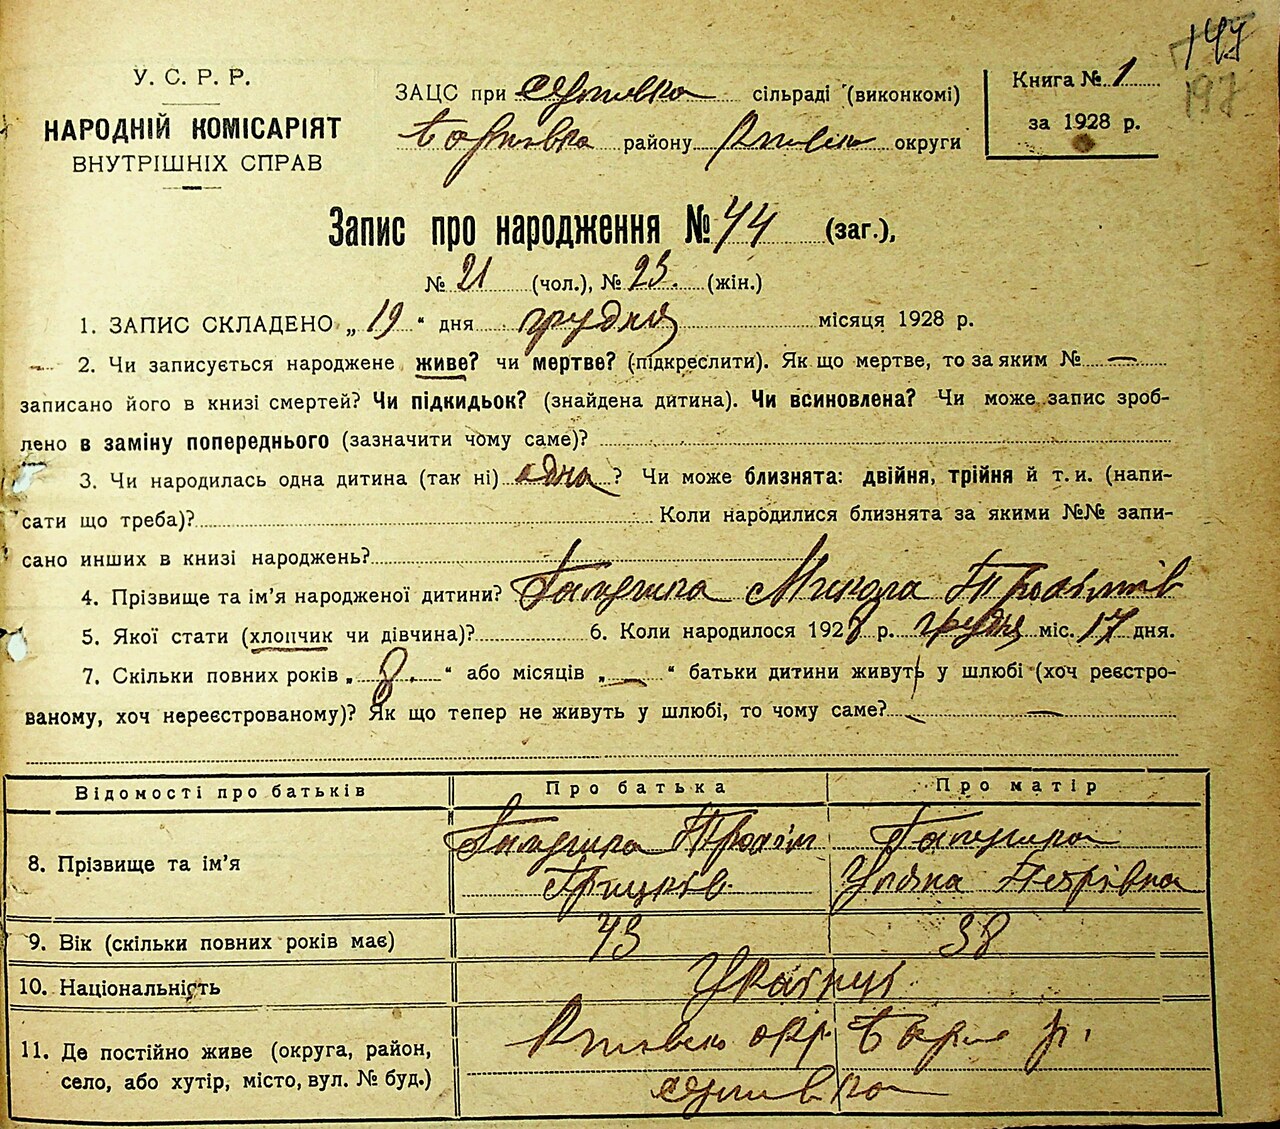 147
197
У. С. Р. Р.
НАРОДНІЙ КОМІСАРІЯТ
ВНУТРІШНІХ СПРАВ
ЗАЦС при сільраді (виконкомі)
району округи
Книга № 1
за 1928 р.
Запис про народження № 44 (заг.),
№ 21 (чол.), № 23. (жін.)
1. ЗАПИС СКЛАДЕНО „ 19 “ дня грудня місяця 1928 р.
2. Чи записується народжене живе? чи мертве? (підкреслити). Як що мертве, то за яким № —
записано його в книзі смертей? Чи підкидьок? (знайдена дитина). Чи всиновлена? Чи може запис зроб-
лено в заміну попереднього (зазначити чому саме)?
3. Чи народилась одна дитина (так ні) одна ? Чи може близнята: двійня, трійня й т. и. (напи-
сати що треба)? Коли народилися близнята за якими №№ запи-
сано инших в книзі народжень?
4. Прізвище та ім’я народженої дитини? Микола
5. Якої стати (хлопчик чи дівчина)? 6. Коли народилося 1928 р. грудня міс. 17 дня.
7. Скільки повних років „ 8. “ або місяців „ — “ батьки дитини живуть у шлюбі (хоч реєстро-
ваному, хоч нереєстрованому)? Як що тепер не живуть у шлюбі, то чому саме? —
Відомості про батьків Про батька Про матір
8. Прізвище та ім’я
Грицьків Уляна Петрівна
9. Вік (скільки повних років має) 43 38
10. Національність Українці
11. Де постійно живе (округа, район, окр. р.
село, або хутір, місто, вул. № буд.)